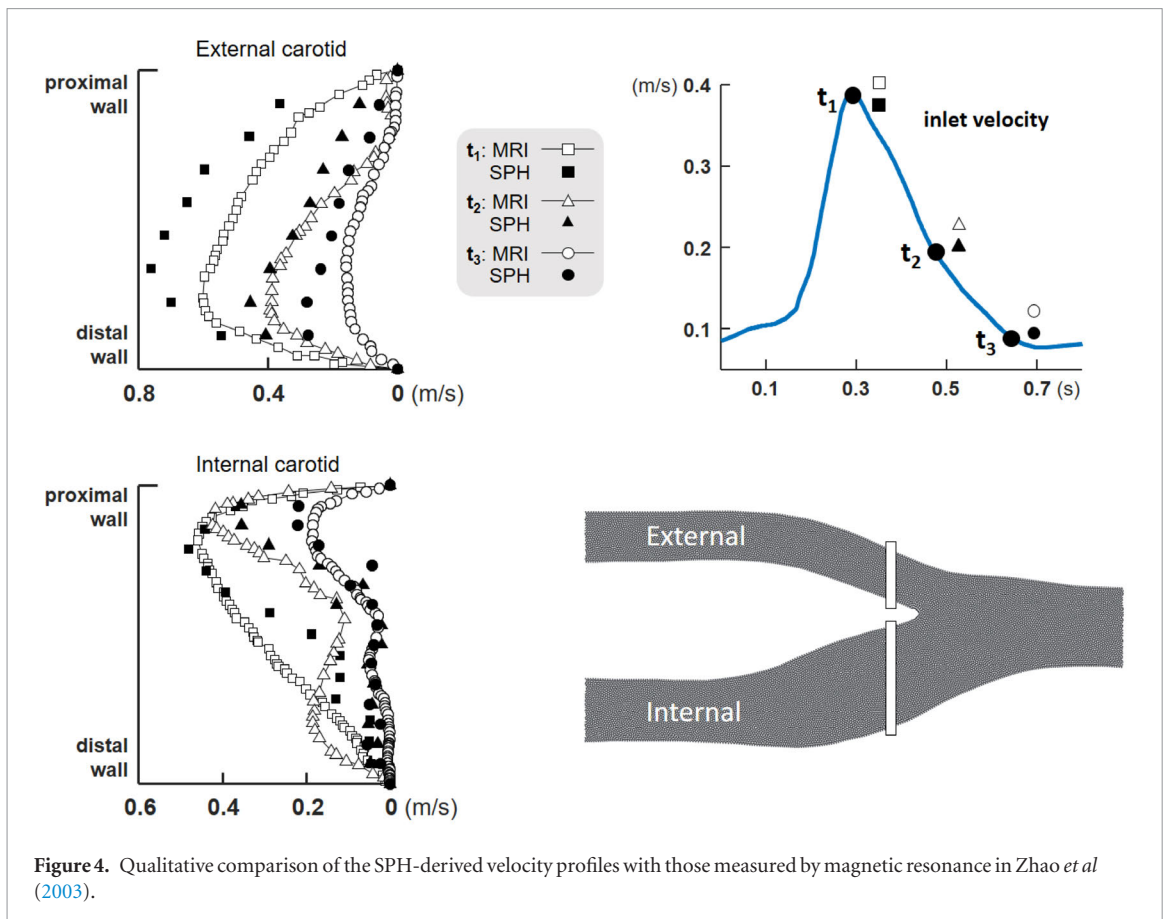 External carotid
proximal
wall
distal
wall
0.8 0.4 0 (m/s)
t1: MRI
SPH
t2: MRI
SPH
t3: MRI
SPH
(m/s) 0.4
0.3
0.2
0.1
t1
inlet velocity
t2
t3
0.1 0.3 0.5 0.7 (s)
Internal carotid
proximal
wall
distal
wall
0.6 0.4 0.2 0 (m/s)
External
Internal
Figure 4. Qualitative comparison of the SPH-derived velocity profiles with those measured by magnetic resonance in Zhao et al
(2003).